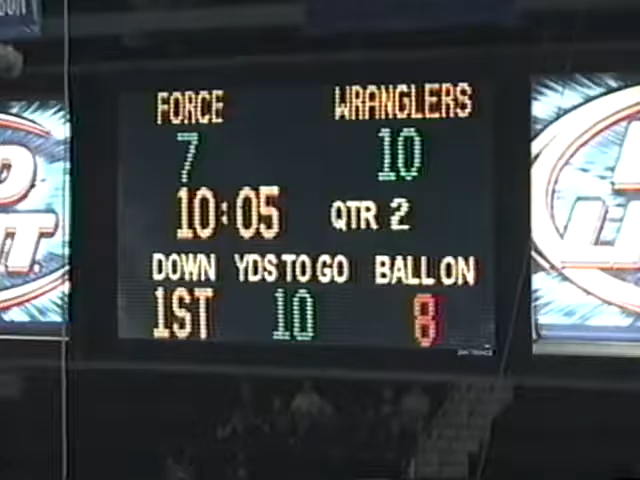 FORCE WRANGLERS
7 10
10:05 QTR 2
DOWN YDS TO GO BALL ON
1ST 10 8